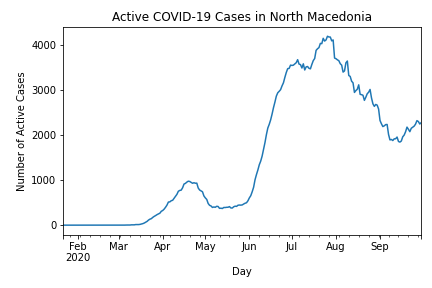 Active COVID-19 Cases in North Macedonia
Number of Active Cases
4000
3000
2000
1000
0
Feb Mar Apr May Jun Jul Aug Sep
2020
Day